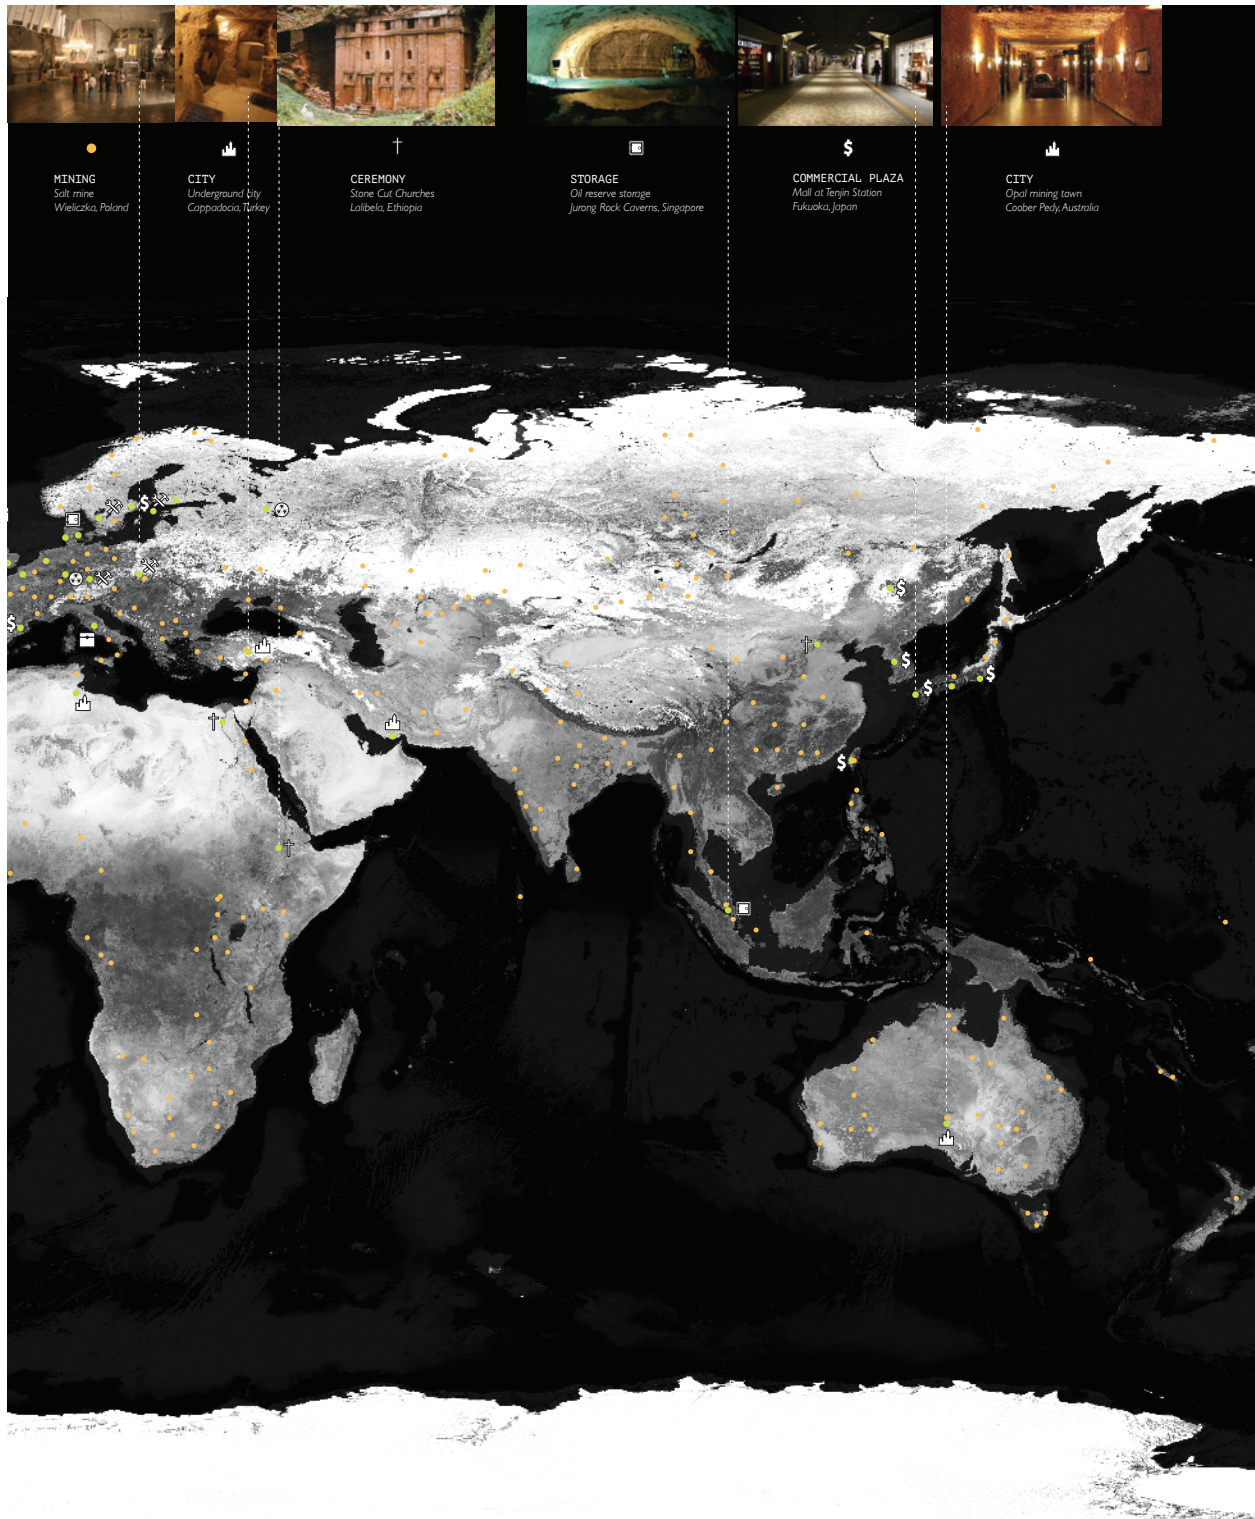 MINING
Salt mine
Wieliczka, Poland
CITY
Underground city
Cappadocia, Turkey
CEREMONY
Stone Cut Churches
Lalibela, Ethiopia
STORAGE
Oil reserve storage
Jurong Rock Caverns, Singapore
COMMERCIAL PLAZA
Mall at Tenjin Station
Fukuoka, Japan
CITY
Opal mining town
Coober Pedy, Australia